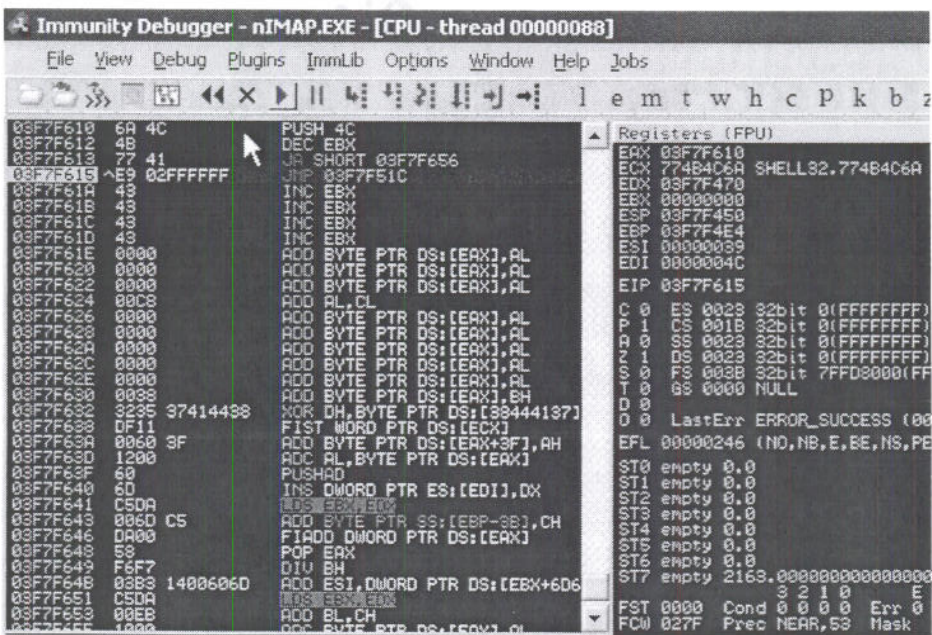 Immunity Debugger - nIMAP.EXE - [CPU - thread 00000088]
File View Debug Plugins ImmLib Options Window Help Jobs
l e m t w h c P k b z
03F7F610 6A 4C PUSH 4C
03F7F612 4B DEC EBX
03F7F613 77 41 JA SHORT 03F7F656
03F7F615 ^E9 02FFFFFF JMP 03F7F51C
03F7F61A 43 INC EBX
03F7F61B 43 INC EBX
03F7F61C 43 INC EBX
03F7F61D 43 INC EBX
03F7F61E 0000 ADD BYTE PTR DS:[EAX],AL
03F7F620 0000 ADD BYTE PTR DS:[EAX],AL
03F7F622 0000 ADD BYTE PTR DS:[EAX],AL
03F7F624 00C8 ADD AL,CL
03F7F626 0000 ADD BYTE PTR DS:[EAX],AL
03F7F628 0000 ADD BYTE PTR DS:[EAX],AL
03F7F62A 0000 ADD BYTE PTR DS:[EAX],AL
03F7F62C 0000 ADD BYTE PTR DS:[EAX],AL
03F7F62E 0000 ADD BYTE PTR DS:[EAX],AL
03F7F630 0038 ADD BYTE PTR DS:[EAX],BH
03F7F632 3235 37414438 XOR DH,BYTE PTR DS:[38444137]
03F7F638 DF11 FIST WORD PTR DS:[ECX]
03F7F63A 0060 3F ADD BYTE PTR DS:[EAX+3F],AH
03F7F63D 1200 ADC AL,BYTE PTR DS:[EAX]
03F7F63F 60 PUSHAD
03F7F640 6D INS DWORD PTR ES:[EDI],DX
03F7F641 C5DA LDS EBX,EDX
03F7F643 006D C5 ADD BYTE PTR SS:[EBP-3B],CH
03F7F646 DA00 FIADD DWORD PTR DS:[EAX]
03F7F648 58 POP EAX
03F7F649 F6F7 DIV BH
03F7F64B 03B3 1400606D ADD ESI,DWORD PTR DS:[EBX+6D6
03F7F651 C5DA LDS EBX,EDX
03F7F653 00EB ADD BL,CH
Registers (FPU)
EAX 03F7F610
ECX 774B4C6A SHELL32.774B4C6A
EDX 03F7F470
EBX 00000000
ESP 03F7F450
EBP 03F7F4E4
ESI 00000039
EDI 0000004C
EIP 03F7F615
C 0 ES 0023 32bit 0(FFFFFFFF)
P 1 CS 001B 32bit 0(FFFFFFFF)
A 0 SS 0023 32bit 0(FFFFFFFF)
Z 1 DS 0023 32bit 0(FFFFFFFF)
S 0 FS 003B 32bit 7FFD8000(FF
T 0 GS 0000 NULL
D 0
O 0 LastErr ERROR_SUCCESS (00
EFL 00000246 (NO,NB,E,BE,NS,PE
ST0 empty 0.0
ST1 empty 0.0
ST2 empty 0.0
ST3 empty 0.0
ST4 empty 0.0
ST5 empty 0.0
ST6 empty 0.0
ST7 empty 2163.0000000000000000
3 2 1 0 E
FST 0000 Cond 0 0 0 0 Err 0
FCW 027F Prec NEAR,53 Mask